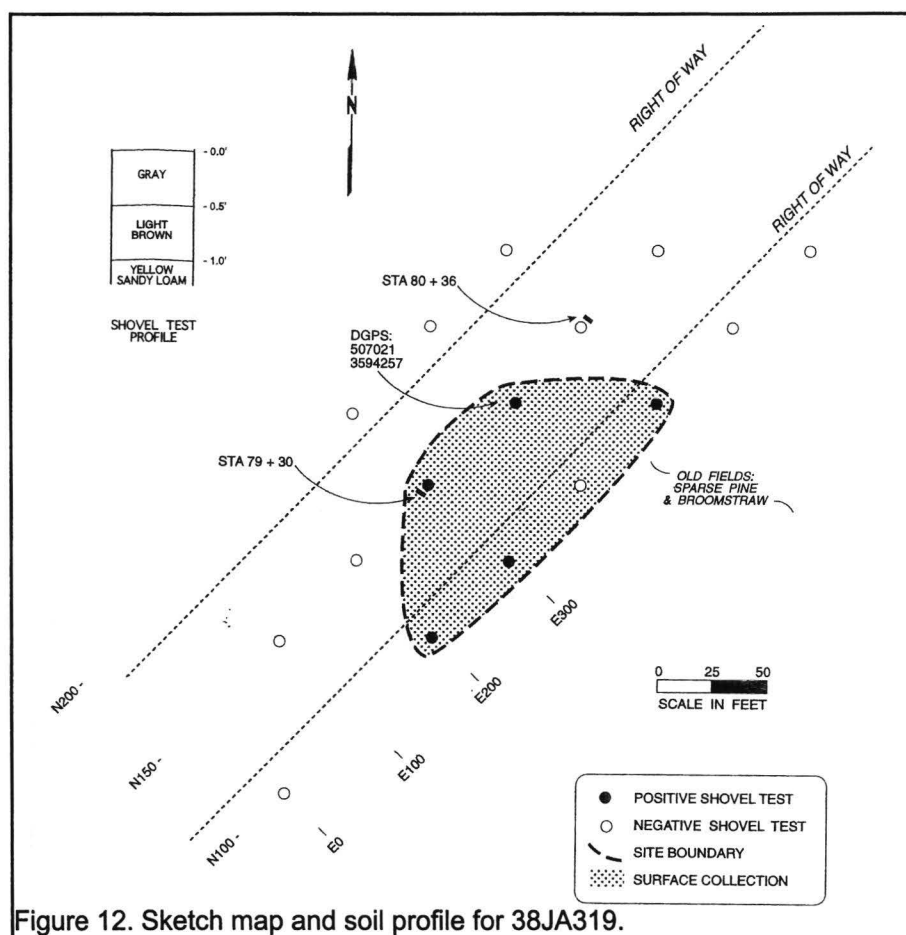 RIGHT OF WAY
RIGHT OF WAY
N
- 0.0'
GRAY
- 0.5'
LIGHT
BROWN
- 1.0'
YELLOW
SANDY LOAM
SHOVEL TEST
PROFILE
STA 80 + 36
DGPS:
507021
3594257
STA 79 + 30
OLD FIELDS:
SPARSE PINE
& BROOMSTRAW
E300
E200
E100
E0
N200 -
N150 -
N100 -
0 25 50
SCALE IN FEET
POSITIVE SHOVEL TEST
NEGATIVE SHOVEL TEST
SITE BOUNDARY
SURFACE COLLECTION
Figure 12. Sketch map and soil profile for 38JA319.